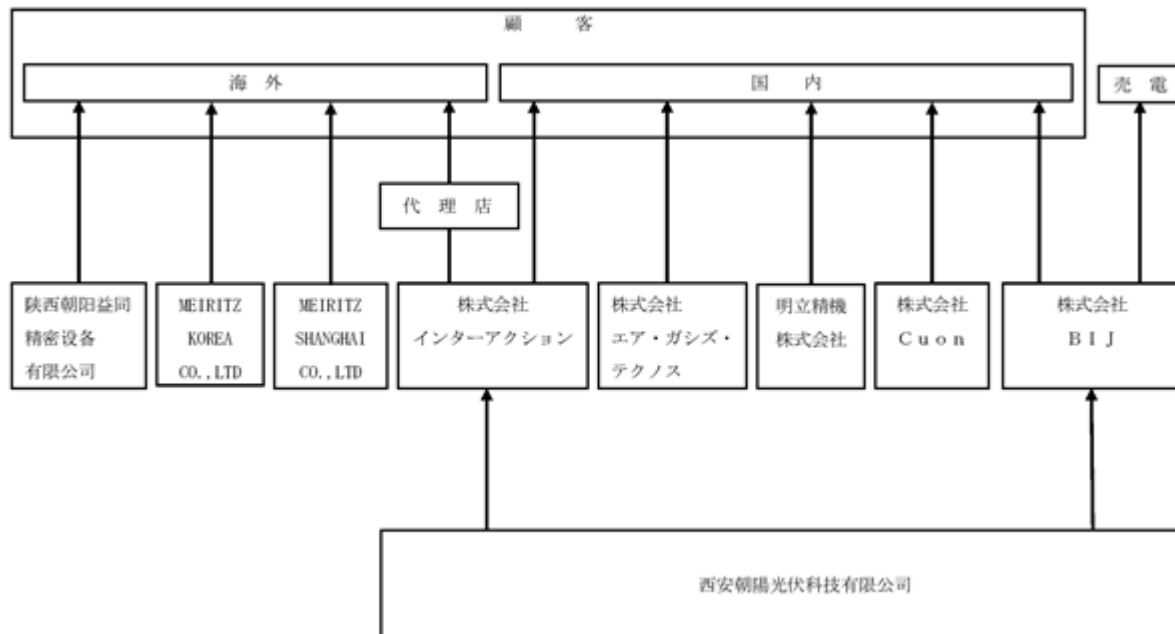 顧 客
海 外
国 内
売 電
代 理 店
陕西朝阳益同
精密设备
有限公司
MEIRITZ
KOREA
CO.,LTD
MEIRITZ
SHANGHAI
CO.,LTD
株式会社
インターアクション
株式会社
エア・ガシズ・
テクノス
明立精機
株式会社
株式会社
Ｃｕｏｎ
株式会社
ＢＩＪ
西安朝陽光伏科技有限公司